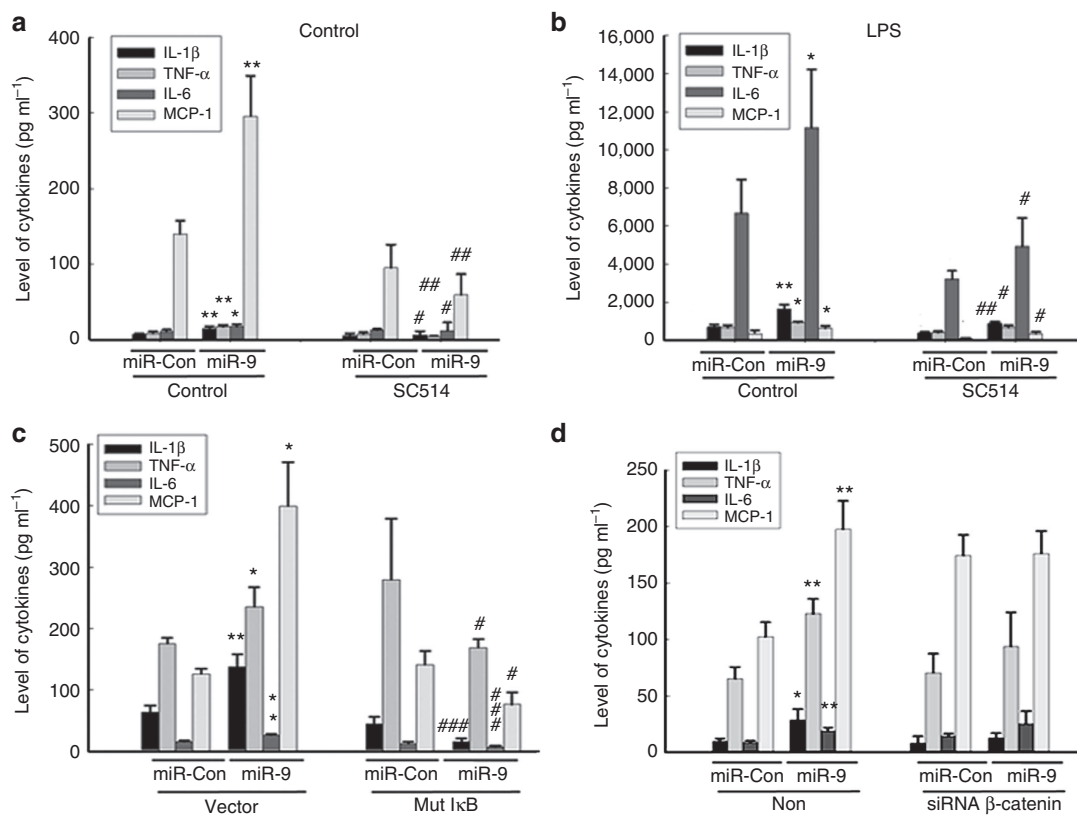 a
Control
400
300
200
100
0
Level of cytokines (pg ml⁻¹)
IL-1β
TNF-α
IL-6
MCP-1
** ** * **
# ## # ##
miR-Con miR-9 miR-Con miR-9
Control SC514
b
LPS
16,000
14,000
12,000
10,000
8,000
6,000
4,000
2,000
0
Level of cytokines (pg ml⁻¹)
IL-1β
TNF-α
IL-6
MCP-1
** * * *
## # # #
miR-Con miR-9 miR-Con miR-9
Control SC514
c
500
400
300
200
100
0
Level of cytokines (pg ml⁻¹)
IL-1β
TNF-α
IL-6
MCP-1
** * ** *
### # ### #
miR-Con miR-9 miR-Con miR-9
Vector Mut IκB
d
250
200
150
100
50
0
Level of cytokines (pg ml⁻¹)
IL-1β
TNF-α
IL-6
MCP-1
* ** ** **
miR-Con miR-9 miR-Con miR-9
Non siRNA β-catenin